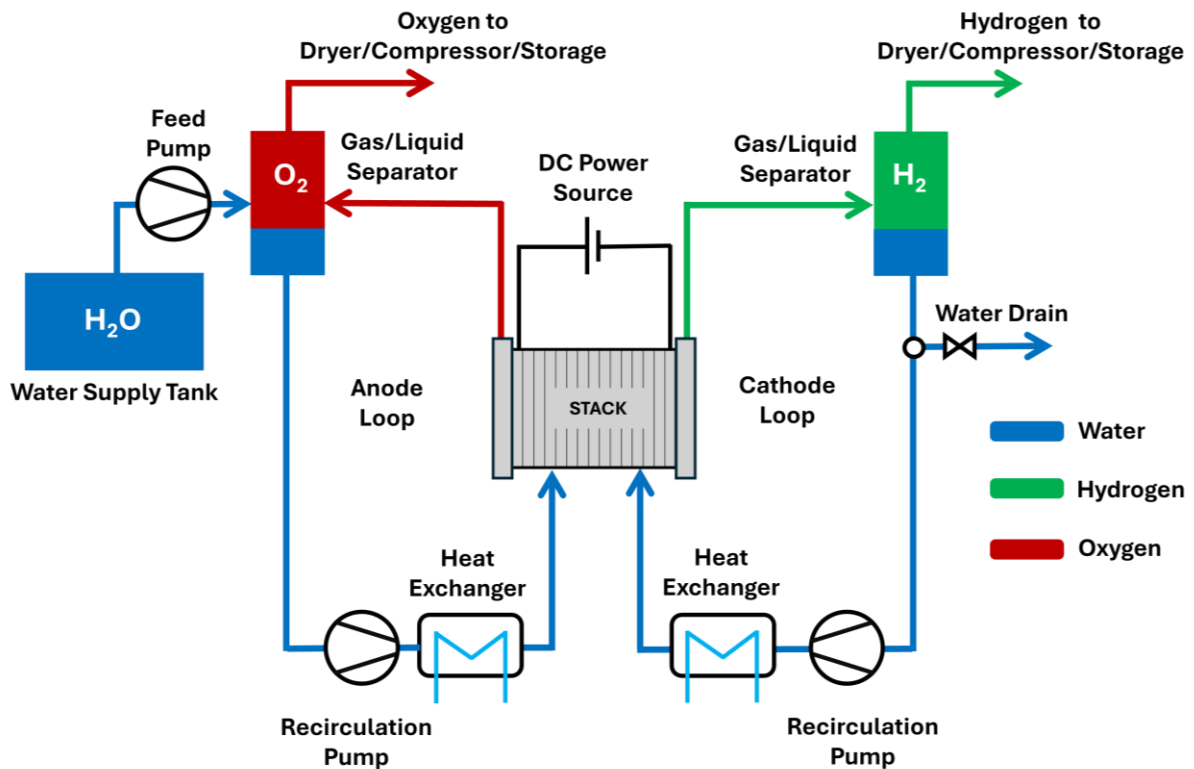 Oxygen to
Dryer/Compressor/Storage
Hydrogen to
Dryer/Compressor/Storage
Feed
Pump
Gas/Liquid
Separator
DC Power
Source
Gas/Liquid
Separator
O₂
H₂
H₂O
Water Supply Tank
Water Drain
Anode
Loop
STACK
Cathode
Loop
Water
Hydrogen
Oxygen
Heat
Exchanger
Heat
Exchanger
Recirculation
Pump
Recirculation
Pump